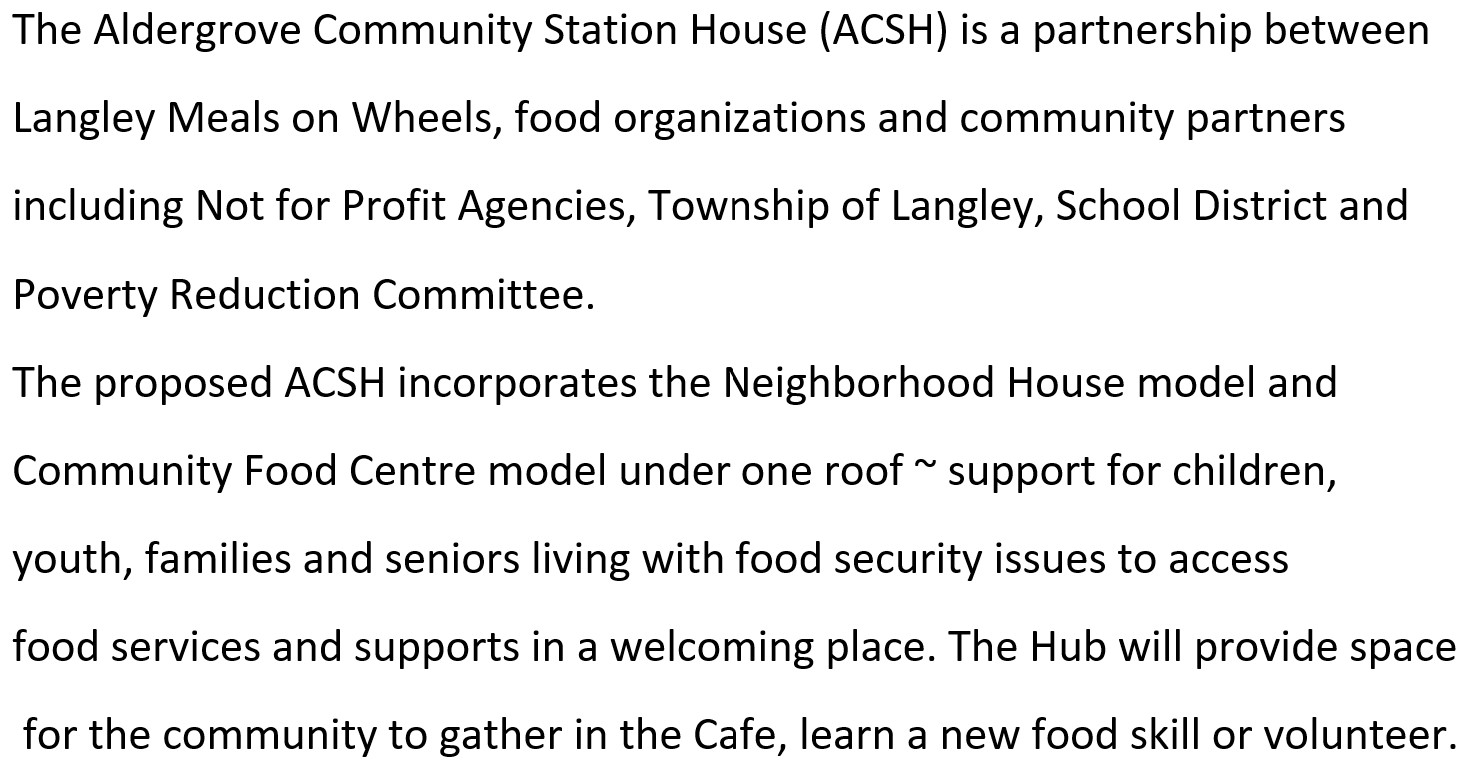 The Aldergrove Community Station House (ACSH) is a partnership between
Langley Meals on Wheels, food organizations and community partners
including Not for Profit Agencies, Township of Langley, School District and
Poverty Reduction Committee.
The proposed ACSH incorporates the Neighborhood House model and
Community Food Centre model under one roof ~ support for children,
youth, families and seniors living with food security issues to access
food services and supports in a welcoming place. The Hub will provide space
for the community to gather in the Cafe, learn a new food skill or volunteer.